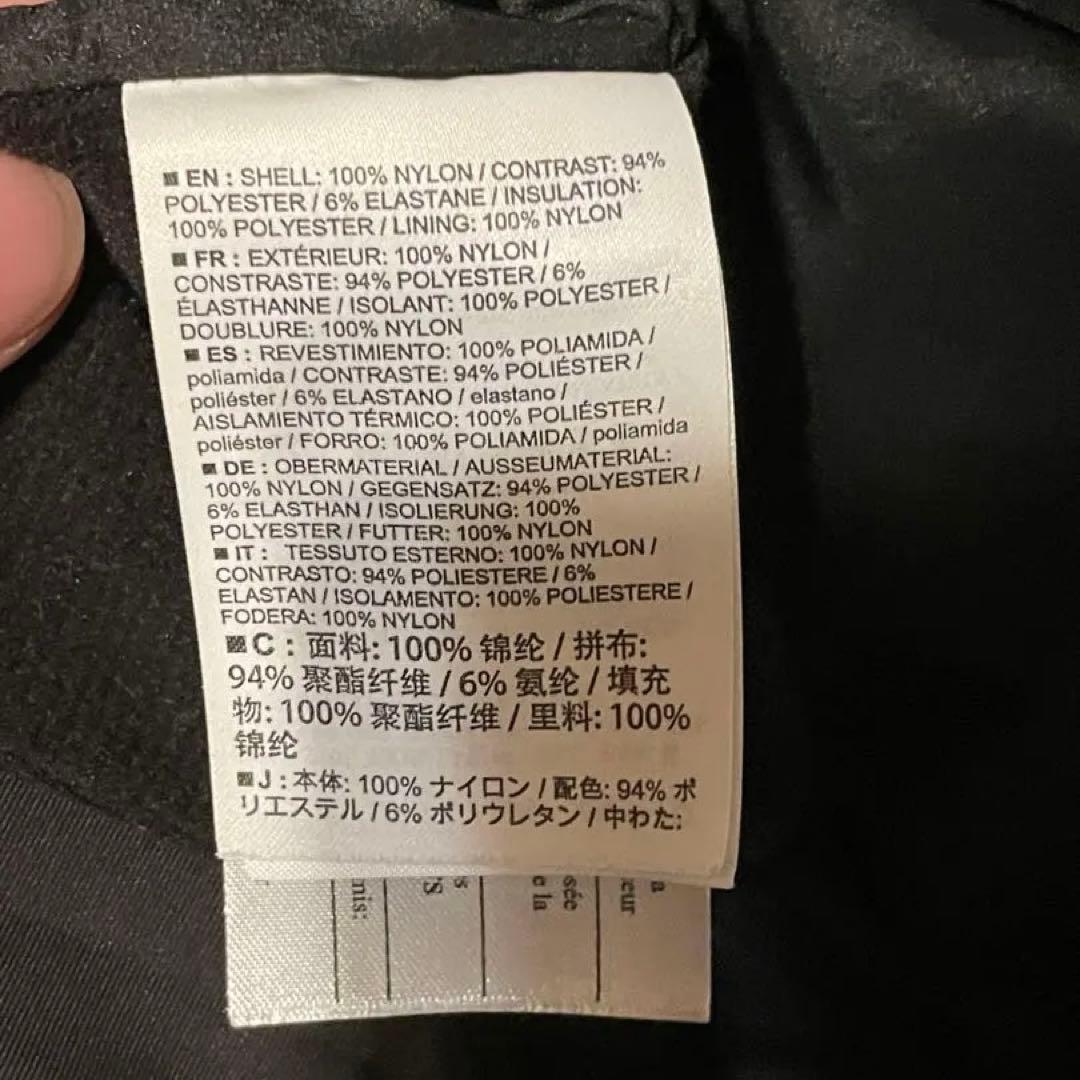 EN : SHELL: 100% NYLON / CONTRAST: 94%
POLYESTER / 6% ELASTANE / INSULATION:
100% POLYESTER / LINING: 100% NYLON
FR : EXTÉRIEUR: 100% NYLON /
CONSTRASTE: 94% POLYESTER / 6%
ÉLASTHANNE / ISOLANT: 100% POLYESTER /
DOUBLURE: 100% NYLON
ES : REVESTIMIENTO: 100% POLIAMIDA /
poliamida / CONTRASTE: 94% POLIÉSTER /
poliéster / 6% ELASTANO / elastano /
AISLAMIENTO TÉRMICO: 100% POLIÉSTER /
poliéster / FORRO: 100% POLIAMIDA / poliamida
DE : OBERMATERIAL / AUSSEUMATERIAL:
100% NYLON / GEGENSATZ: 94% POLYESTER /
6% ELASTHAN / ISOLIERUNG: 100%
POLYESTER / FUTTER: 100% NYLON
IT : TESSUTO ESTERNO: 100% NYLON /
CONTRASTO: 94% POLIESTERE / 6%
ELASTAN / ISOLAMENTO: 100% POLIESTERE /
FODERA: 100% NYLON
C : 面料: 100% 锦纶 / 拼布:
94% 聚酯纤维 / 6% 氨纶 / 填充
物: 100% 聚酯纤维 / 里料: 100%
锦纶
J : 本体: 100% ナイロン / 配色: 94% ポ
リエステル / 6% ポリウレタン / 中わた:
a
eur
sée
e la
s
'S
nis: